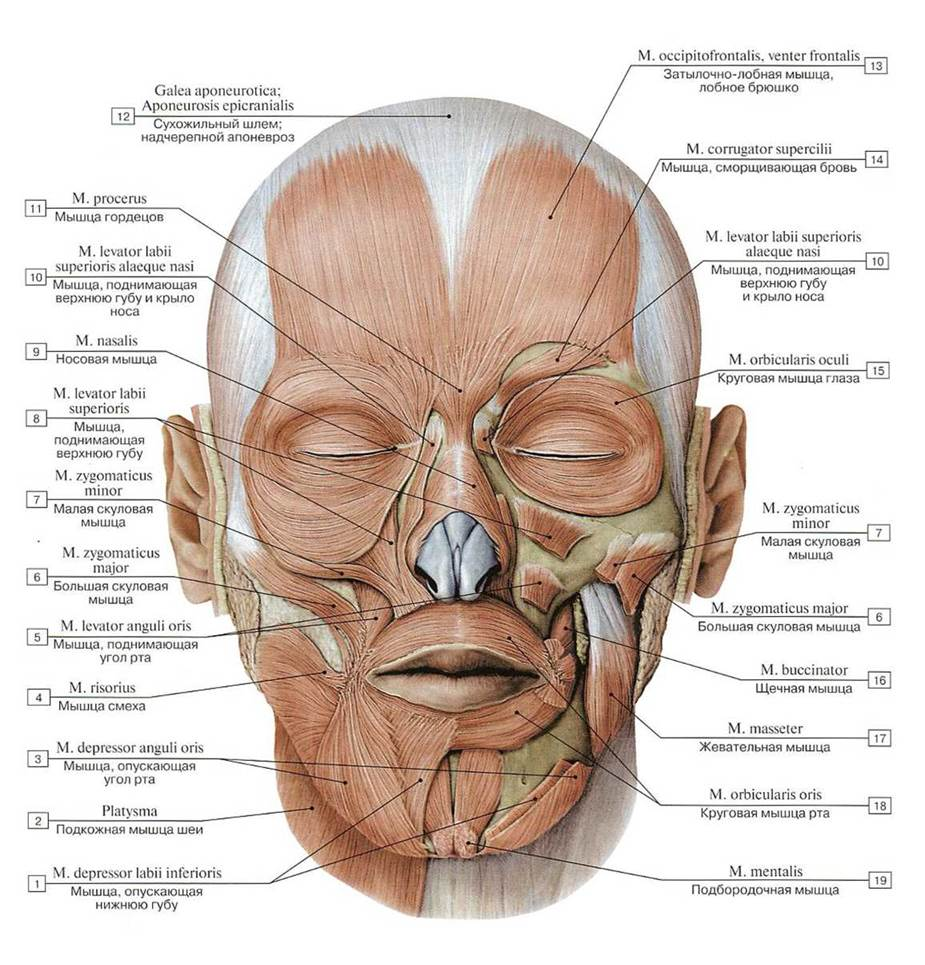 Galea aponeurotica;
Aponeurosis epicranialis
12
Сухожильный шлем;
надчерепной апоневроз
M. procerus
11
Мышца гордецов
M. levator labii
superioris alaeque nasi
10
Мышца, поднимающая
верхнюю губу и крыло
носа
M. nasalis
9
Носовая мышца
M. levator labii
superioris
8
Мышца,
поднимающая
верхнюю губу
M. zygomaticus
minor
7
Малая скуловая
мышца
M. zygomaticus
major
6
Большая скуловая
мышца
M. levator anguli oris
5
Мышца, поднимающая
угол рта
M. risorius
4
Мышца смеха
M. depressor anguli oris
3
Мышца, опускающая
угол рта
Platysma
2
Подкожная мышца шеи
M. depressor labii inferioris
1
Мышца, опускающая
нижнюю губу
M. occipitofrontalis, venter frontalis
13
Затылочно-лобная мышца,
лобное брюшко
M. corrugator supercilii
14
Мышца, сморщивающая бровь
M. levator labii superioris
alaeque nasi
10
Мышца, поднимающая
верхнюю губу
и крыло носа
M. orbicularis oculi
15
Круговая мышца глаза
M. zygomaticus
minor
7
Малая скуловая
мышца
M. zygomaticus major
6
Большая скуловая мышца
M. buccinator
16
Щечная мышца
M. masseter
17
Жевательная мышца
M. orbicularis oris
18
Круговая мышца рта
M. mentalis
19
Подбородочная мышца